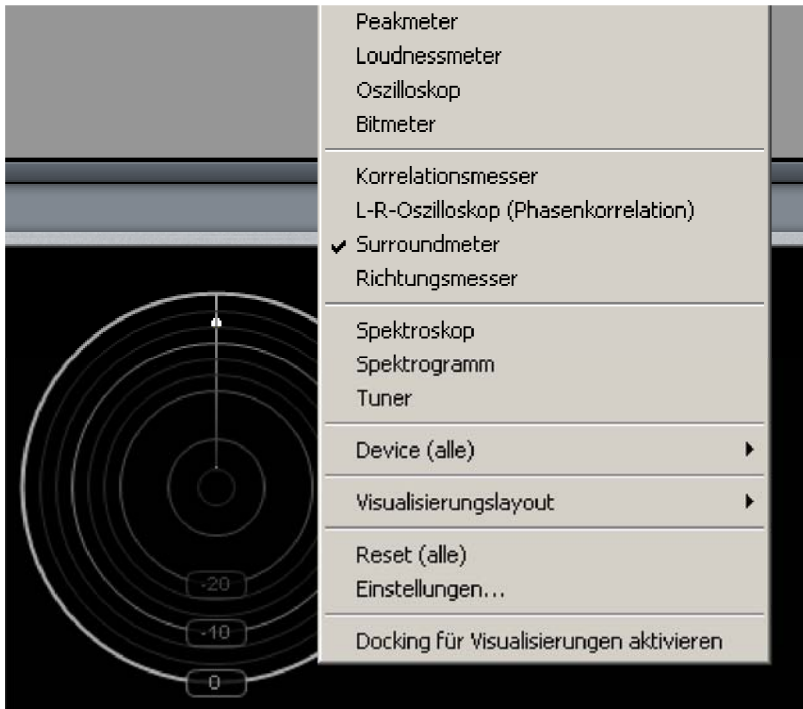 Peakmeter
Loudnessmeter
Oszilloskop
Bitmeter
Korrelationsmesser
L-R-Oszilloskop (Phasenkorrelation)
Surroundmeter
Richtungsmesser
Spektroskop
Spektrogramm
Tuner
Device (alle)
Visualisierungslayout
Reset (alle)
Einstellungen...
Docking für Visualisierungen aktivieren
-20
-10
0